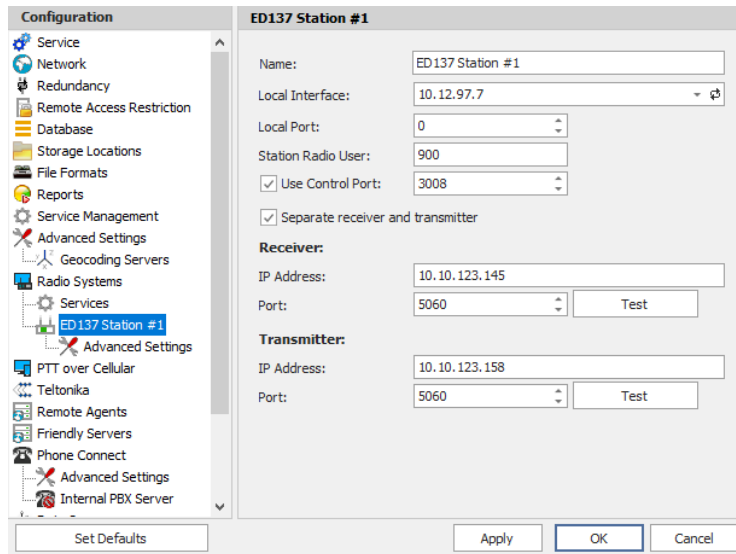 Configuration
Service
Network
Redundancy
Remote Access Restriction
Database
Storage Locations
File Formats
Reports
Service Management
Advanced Settings
Geocoding Servers
Radio Systems
Services
ED137 Station #1
Advanced Settings
PTT over Cellular
Teltonika
Remote Agents
Friendly Servers
Phone Connect
Advanced Settings
Internal PBX Server
Set Defaults
ED137 Station #1
Name: ED137 Station #1
Local Interface: 10.12.97.7
Local Port: 0
Station Radio User: 900
Use Control Port: 3008
Separate receiver and transmitter
Receiver:
IP Address: 10.10.123.145
Port: 5060 Test
Transmitter:
IP Address: 10.10.123.158
Port: 5060 Test
Apply OK Cancel